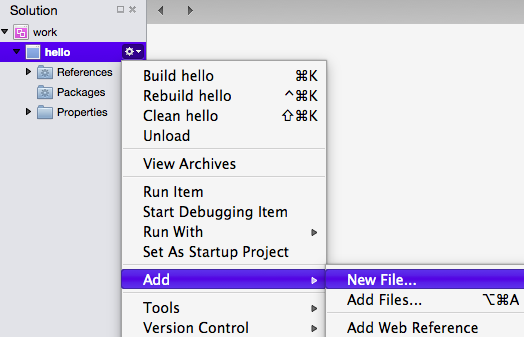 Solution
work
hello
References
Packages
Properties
Build hello ⌘K
Rebuild hello ^⌘K
Clean hello ⇧⌘K
Unload
View Archives
Run Item
Start Debugging Item
Run With
Set As Startup Project
Add
Tools
Version Control
New File...
Add Files... ⌥⌘A
Add Web Reference